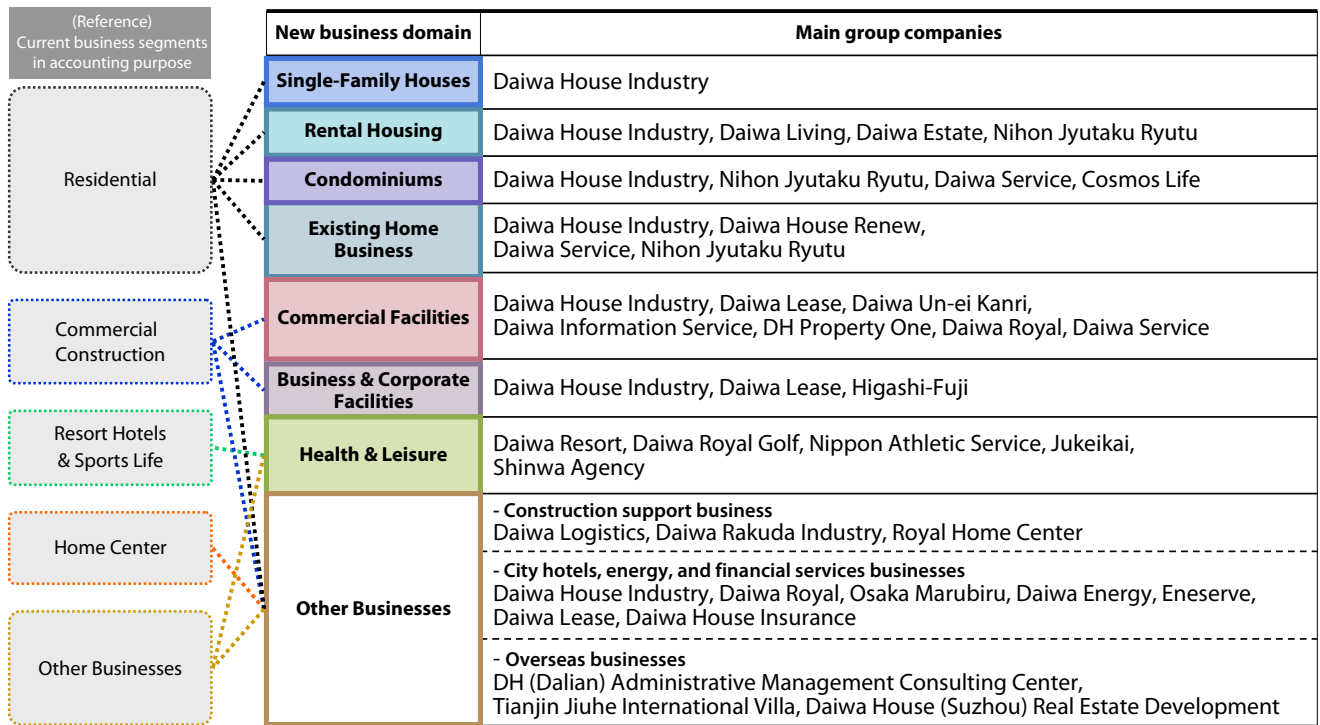 (Reference)
Current business segments
in accounting purpose
New business domain
Main group companies
Residential
Commercial
Construction
Resort Hotels
& Sports Life
Home Center
Other Businesses
Single-Family Houses
Daiwa House Industry
Rental Housing
Daiwa House Industry, Daiwa Living, Daiwa Estate, Nihon Jyutaku Ryutu
Condominiums
Daiwa House Industry, Nihon Jyutaku Ryutu, Daiwa Service, Cosmos Life
Existing Home
Business
Daiwa House Industry, Daiwa House Renew,
Daiwa Service, Nihon Jyutaku Ryutu
Commercial Facilities
Daiwa House Industry, Daiwa Lease, Daiwa Un-ei Kanri,
Daiwa Information Service, DH Property One, Daiwa Royal, Daiwa Service
Business & Corporate
Facilities
Daiwa House Industry, Daiwa Lease, Higashi-Fuji
Health & Leisure
Daiwa Resort, Daiwa Royal Golf, Nippon Athletic Service, Jukeikai,
Shinwa Agency
Other Businesses
- Construction support business
Daiwa Logistics, Daiwa Rakuda Industry, Royal Home Center
- City hotels, energy, and financial services businesses
Daiwa House Industry, Daiwa Royal, Osaka Marubiru, Daiwa Energy, Eneserve,
Daiwa Lease, Daiwa House Insurance
- Overseas businesses
DH (Dalian) Administrative Management Consulting Center,
Tianjin Jiuhe International Villa, Daiwa House (Suzhou) Real Estate Development